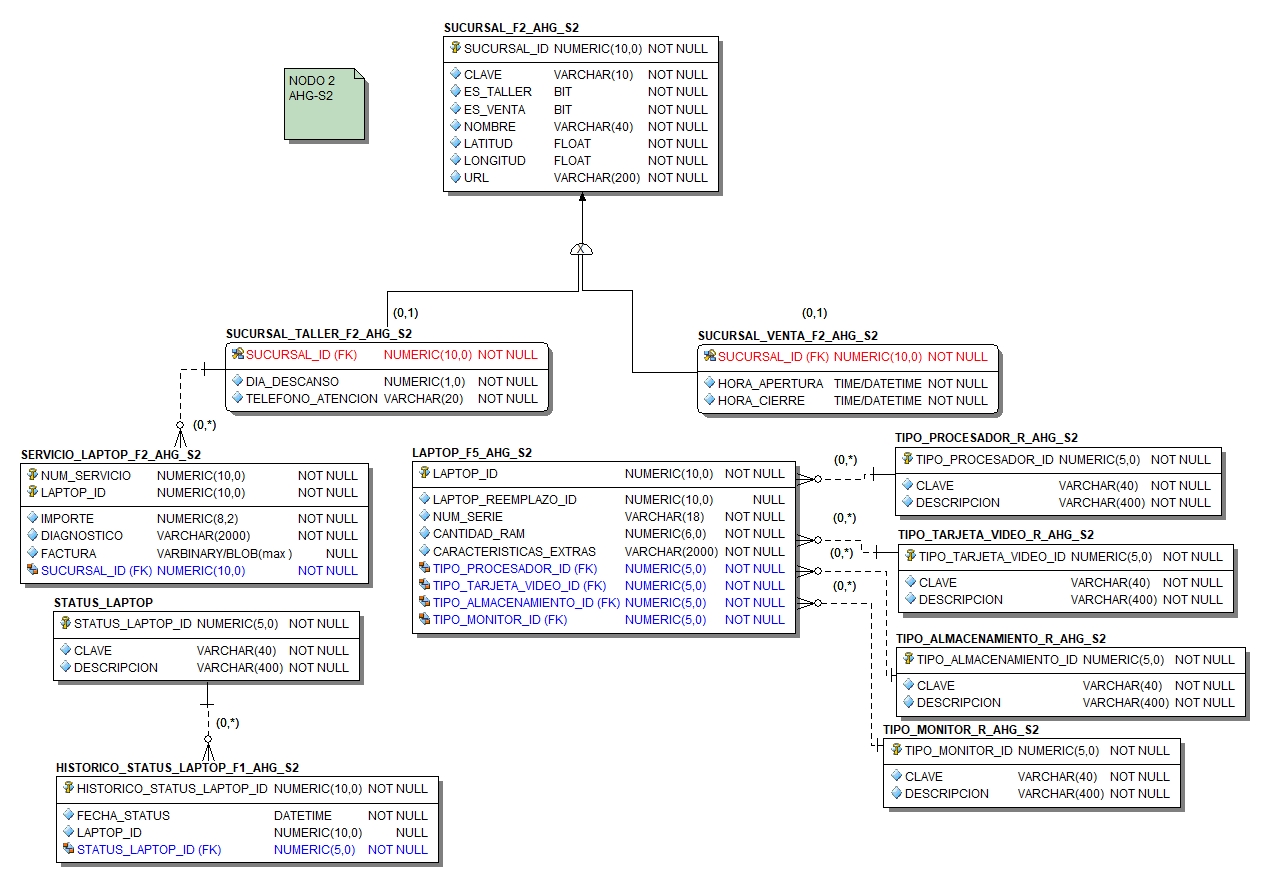 SUCURSAL_F2_AHG_S2
SUCURSAL_ID NUMERIC(10,0) NOT NULL
CLAVE VARCHAR(10) NOT NULL
ES_TALLER BIT NOT NULL
ES_VENTA BIT NOT NULL
NOMBRE VARCHAR(40) NOT NULL
LATITUD FLOAT NOT NULL
LONGITUD FLOAT NOT NULL
URL VARCHAR(200) NOT NULL
NODO 2
AHG-S2
X
(0,1)
(0,1)
SUCURSAL_TALLER_F2_AHG_S2
SUCURSAL_ID (FK) NUMERIC(10,0) NOT NULL
DIA_DESCANSO NUMERIC(1,0) NOT NULL
TELEFONO_ATENCION VARCHAR(20) NOT NULL
SUCURSAL_VENTA_F2_AHG_S2
SUCURSAL_ID (FK) NUMERIC(10,0) NOT NULL
HORA_APERTURA TIME/DATETIME NOT NULL
HORA_CIERRE TIME/DATETIME NOT NULL
(0,*)
SERVICIO_LAPTOP_F2_AHG_S2
NUM_SERVICIO NUMERIC(10,0) NOT NULL
LAPTOP_ID NUMERIC(10,0) NOT NULL
IMPORTE NUMERIC(8,2) NOT NULL
DIAGNOSTICO VARCHAR(2000) NOT NULL
FACTURA VARBINARY/BLOB(max) NULL
SUCURSAL_ID (FK) NUMERIC(10,0) NOT NULL
LAPTOP_F5_AHG_S2
LAPTOP_ID NUMERIC(10,0) NOT NULL
LAPTOP_REEMPLAZO_ID NUMERIC(10,0) NULL
NUM_SERIE VARCHAR(18) NOT NULL
CANTIDAD_RAM NUMERIC(6,0) NOT NULL
CARACTERISTICAS_EXTRAS VARCHAR(2000) NOT NULL
TIPO_PROCESADOR_ID (FK) NUMERIC(5,0) NOT NULL
TIPO_TARJETA_VIDEO_ID (FK) NUMERIC(5,0) NOT NULL
TIPO_ALMACENAMIENTO_ID (FK) NUMERIC(5,0) NOT NULL
TIPO_MONITOR_ID (FK) NUMERIC(5,0) NOT NULL
(0,*)
(0,*)
(0,*)
(0,*)
TIPO_PROCESADOR_R_AHG_S2
TIPO_PROCESADOR_ID NUMERIC(5,0) NOT NULL
CLAVE VARCHAR(40) NOT NULL
DESCRIPCION VARCHAR(400) NOT NULL
TIPO_TARJETA_VIDEO_R_AHG_S2
TIPO_TARJETA_VIDEO_ID NUMERIC(5,0) NOT NULL
CLAVE VARCHAR(40) NOT NULL
DESCRIPCION VARCHAR(400) NOT NULL
TIPO_ALMACENAMIENTO_R_AHG_S2
TIPO_ALMACENAMIENTO_ID NUMERIC(5,0) NOT NULL
CLAVE VARCHAR(40) NOT NULL
DESCRIPCION VARCHAR(400) NOT NULL
TIPO_MONITOR_R_AHG_S2
TIPO_MONITOR_ID NUMERIC(5,0) NOT NULL
CLAVE VARCHAR(40) NOT NULL
DESCRIPCION VARCHAR(400) NOT NULL
STATUS_LAPTOP
STATUS_LAPTOP_ID NUMERIC(5,0) NOT NULL
CLAVE VARCHAR(40) NOT NULL
DESCRIPCION VARCHAR(400) NOT NULL
(0,*)
HISTORICO_STATUS_LAPTOP_F1_AHG_S2
HISTORICO_STATUS_LAPTOP_ID NUMERIC(10,0) NOT NULL
FECHA_STATUS DATETIME NOT NULL
LAPTOP_ID NUMERIC(10,0) NULL
STATUS_LAPTOP_ID (FK) NUMERIC(5,0) NOT NULL